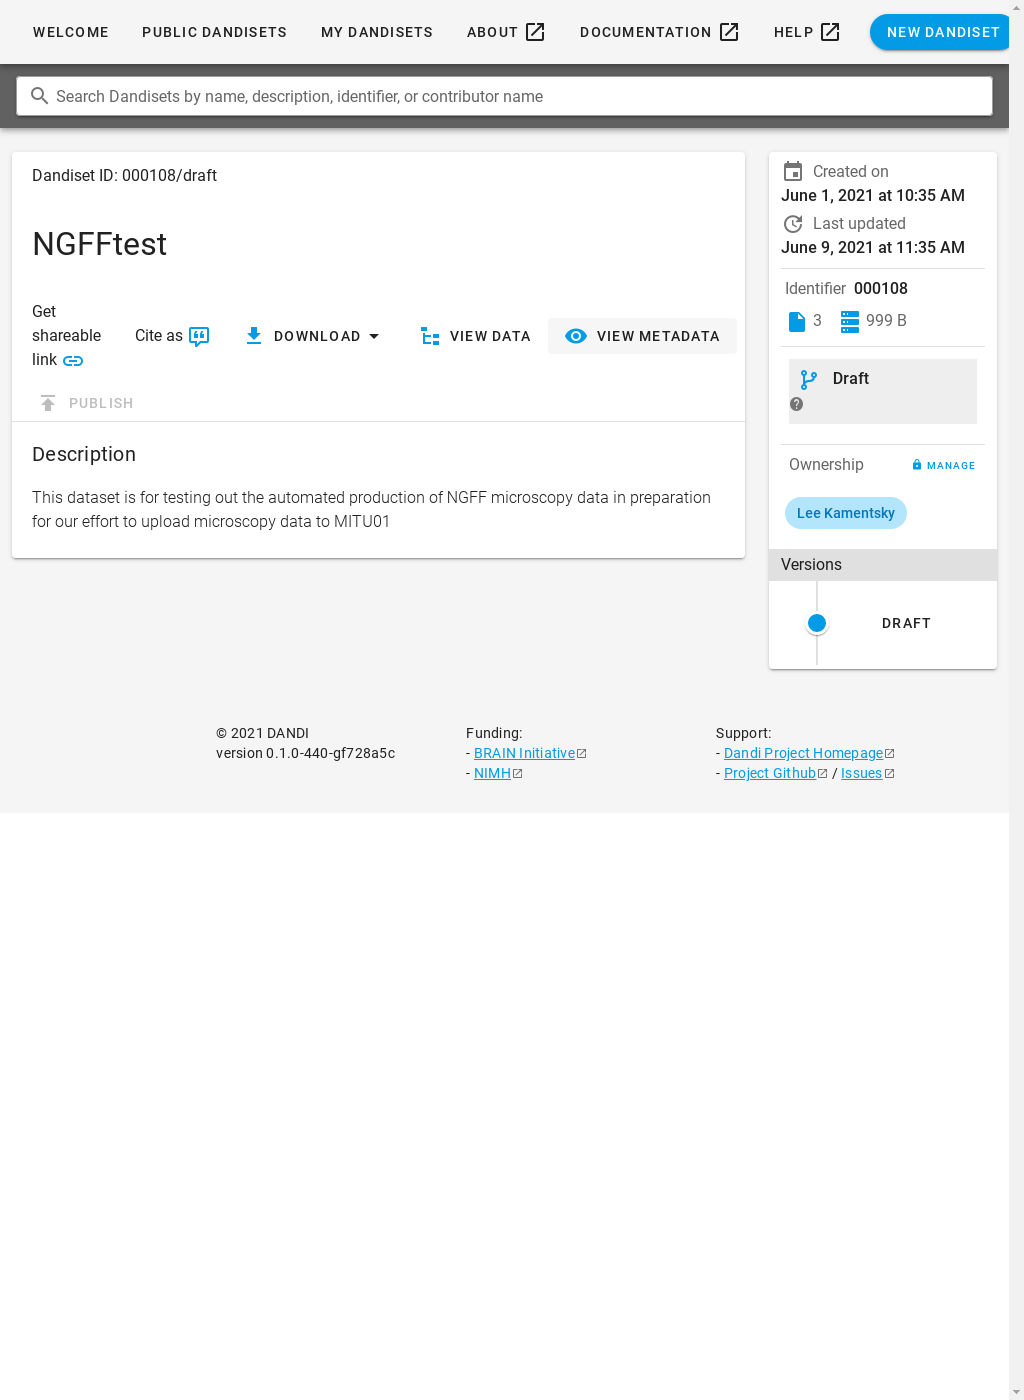 WELCOME PUBLIC DANDISETS MY DANDISETS ABOUT DOCUMENTATION HELP NEW DANDISET
Search Dandisets by name, description, identifier, or contributor name
Dandiset ID: 000108/draft
NGFFtest
Get
shareable
link
Cite as
DOWNLOAD
VIEW DATA
VIEW METADATA
PUBLISH
Description
This dataset is for testing out the automated production of NGFF microscopy data in preparation
for our effort to upload microscopy data to MITU01
Created on
June 1, 2021 at 10:35 AM
Last updated
June 9, 2021 at 11:35 AM
Identifier 000108
3 999 B
Draft
Ownership MANAGE
Lee Kamentsky
Versions
DRAFT
© 2021 DANDI
version 0.1.0-440-gf728a5c
Funding:
- BRAIN Initiative
- NIMH
Support:
- Dandi Project Homepage
- Project Github / Issues